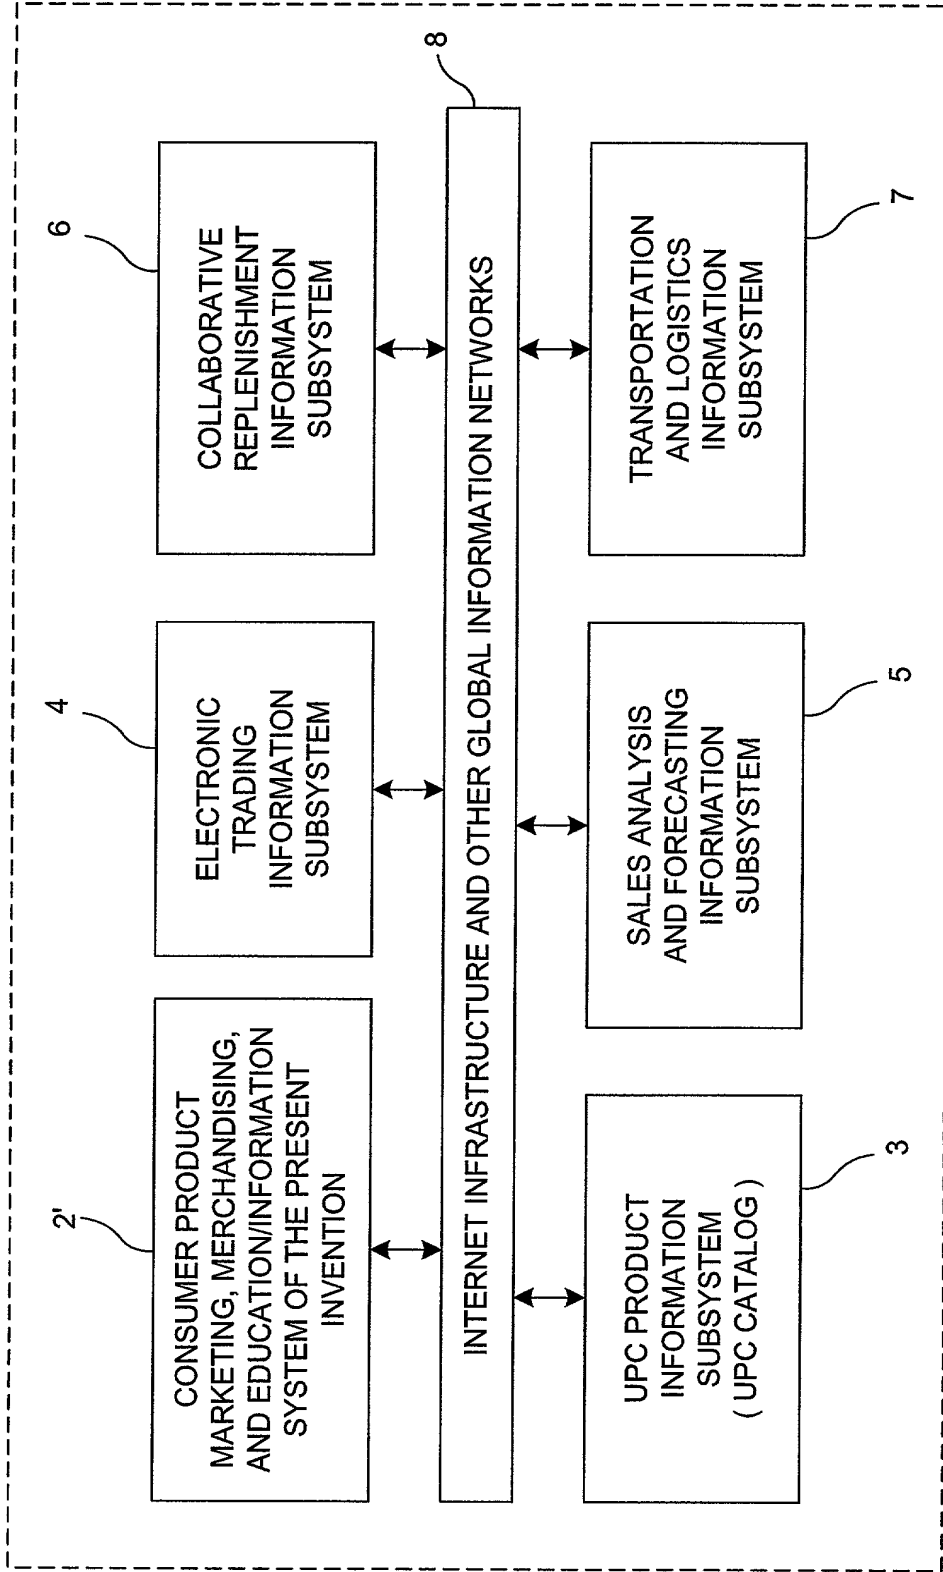 2'
CONSUMER PRODUCT
MARKETING, MERCHANDISING,
AND EDUCATION/INFORMATION
SYSTEM OF THE PRESENT
INVENTION
4
ELECTRONIC
TRADING
INFORMATION
SUBSYSTEM
6
COLLABORATIVE
REPLENISHMENT
INFORMATION
SUBSYSTEM
8
INTERNET INFRASTRUCTURE AND OTHER GLOBAL INFORMATION NETWORKS
UPC PRODUCT
INFORMATION
SUBSYSTEM
( UPC CATALOG )
3
SALES ANALYSIS
AND FORECASTING
INFORMATION
SUBSYSTEM
5
TRANSPORTATION
AND LOGISTICS
INFORMATION
SUBSYSTEM
7